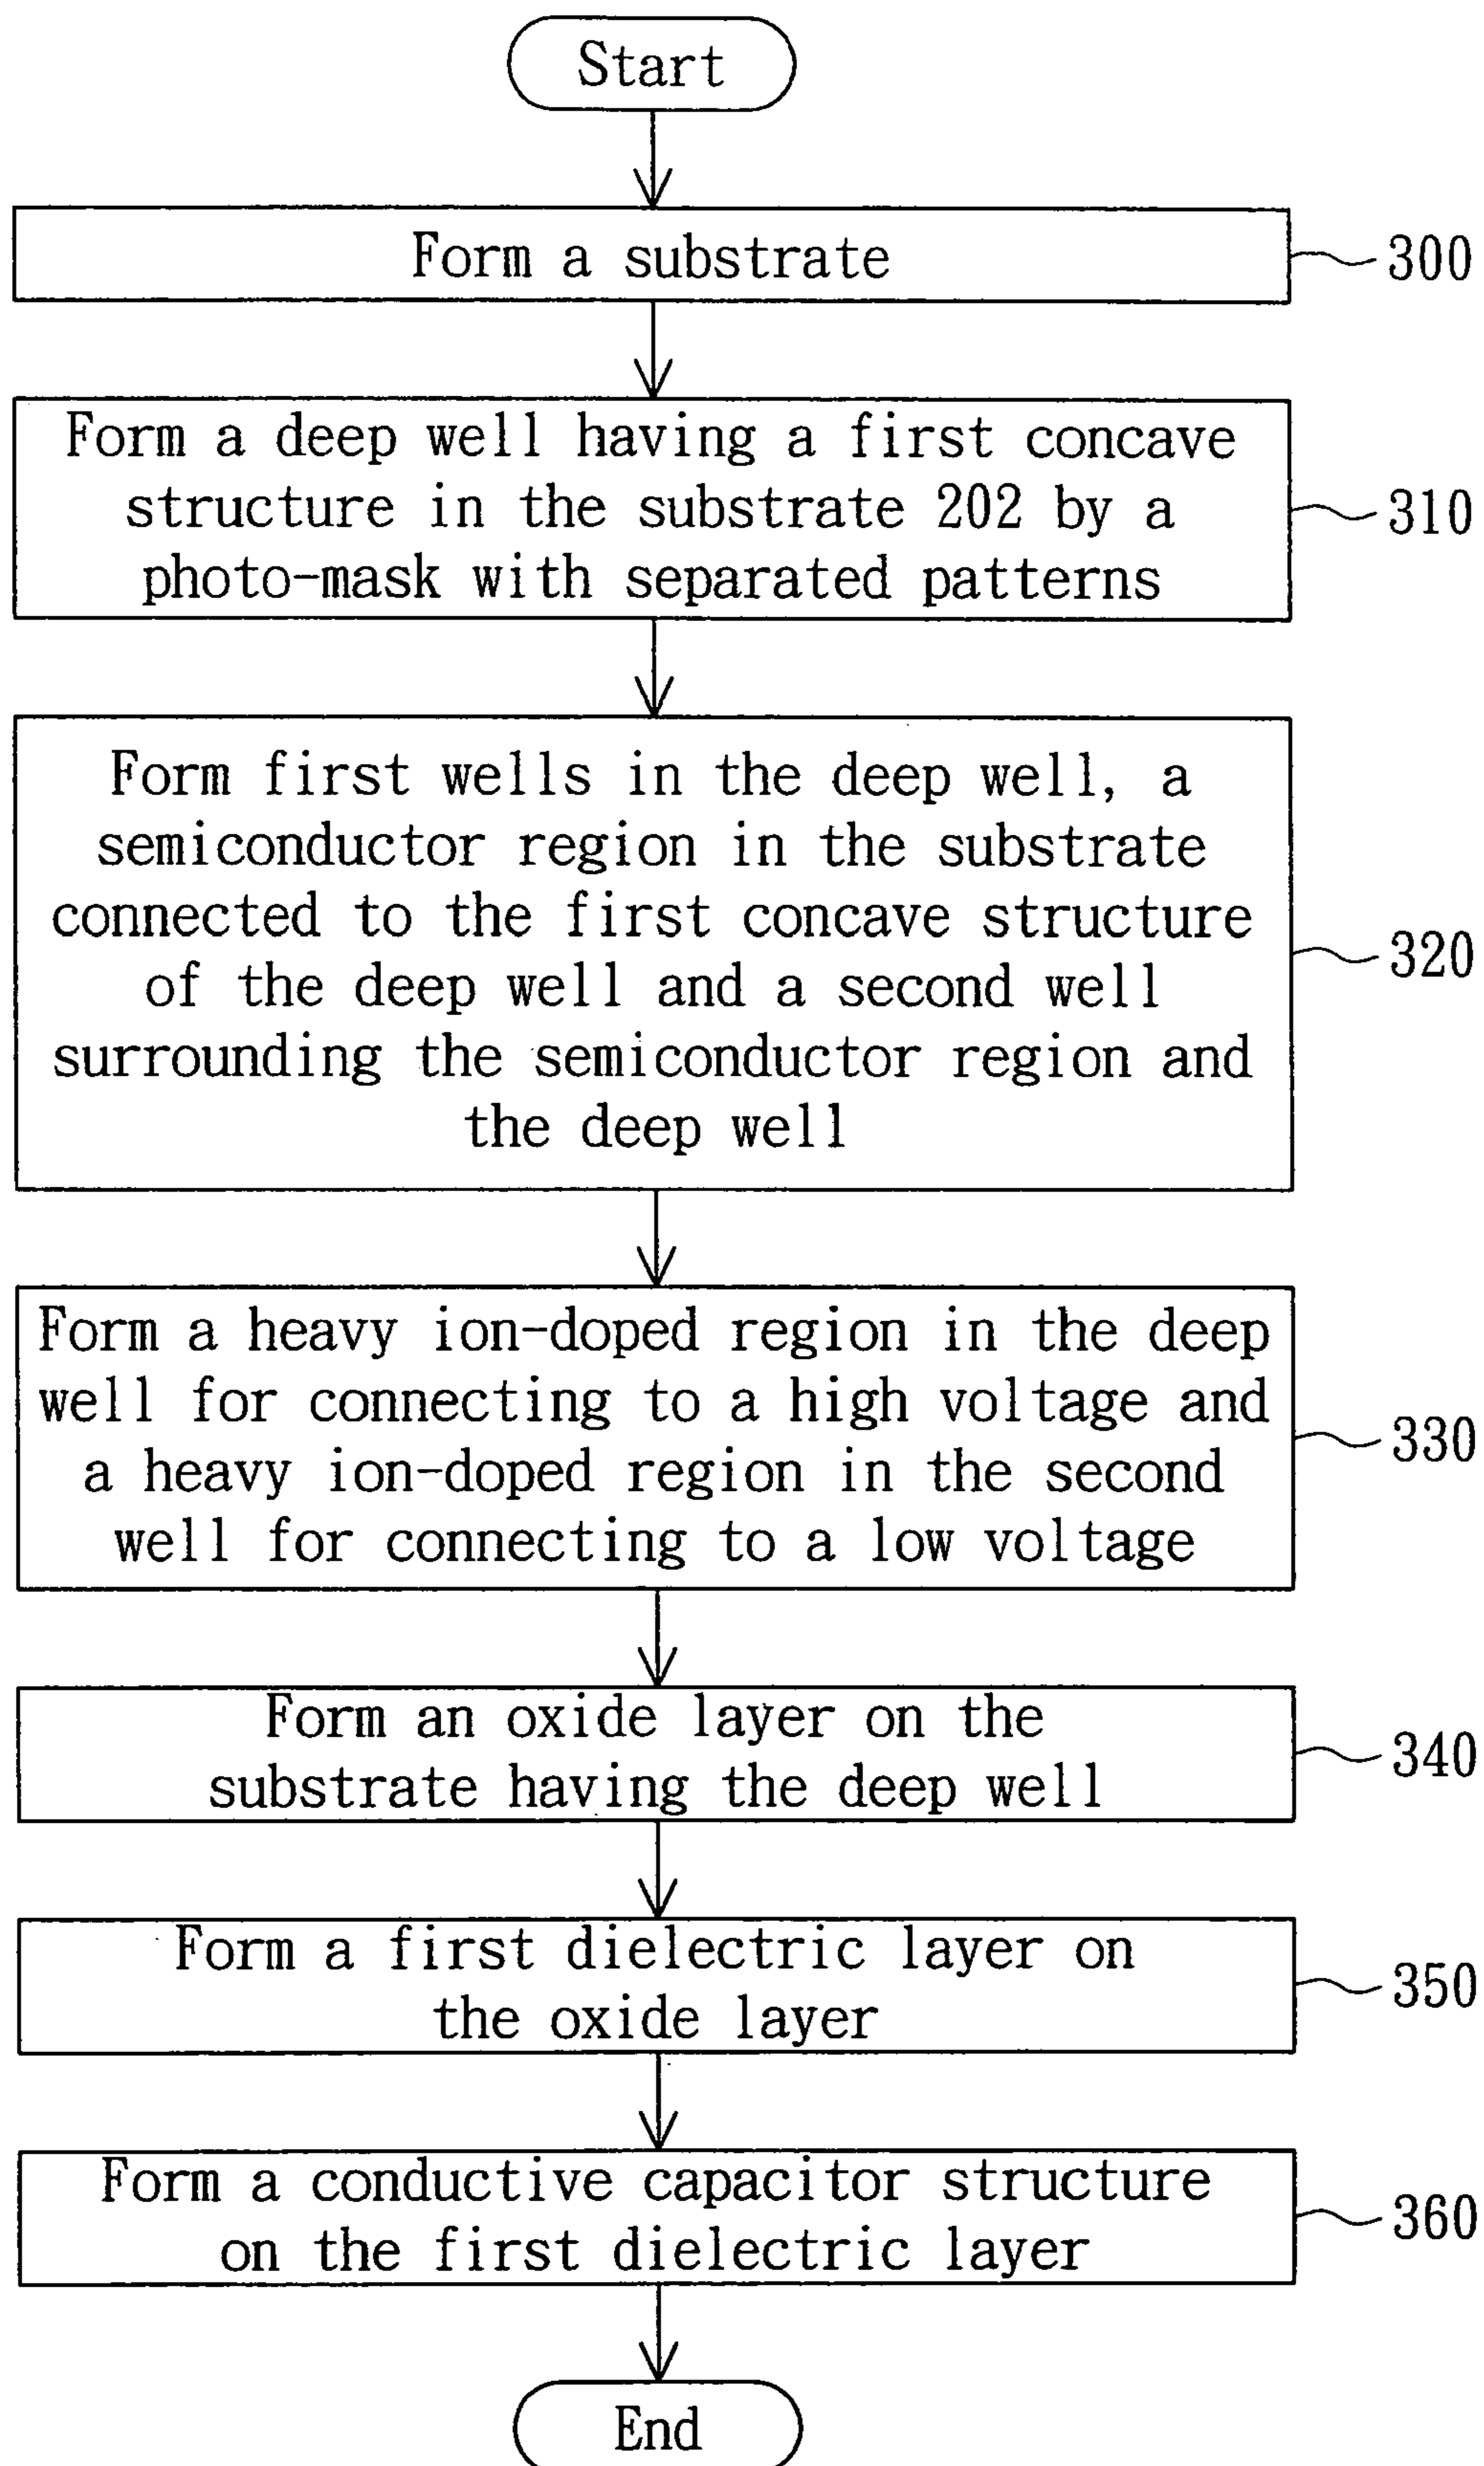 Start
Form a substrate
300
Form a deep well having a first concave
structure in the substrate 202 by a
photo-mask with separated patterns
310
Form first wells in the deep well, a
semiconductor region in the substrate
connected to the first concave structure
of the deep well and a second well
surrounding the semiconductor region and
the deep well
320
Form a heavy ion-doped region in the deep
well for connecting to a high voltage and
a heavy ion-doped region in the second
well for connecting to a low voltage
330
Form an oxide layer on the
substrate having the deep well
340
Form a first dielectric layer on
the oxide layer
350
Form a conductive capacitor structure
on the first dielectric layer
360
End